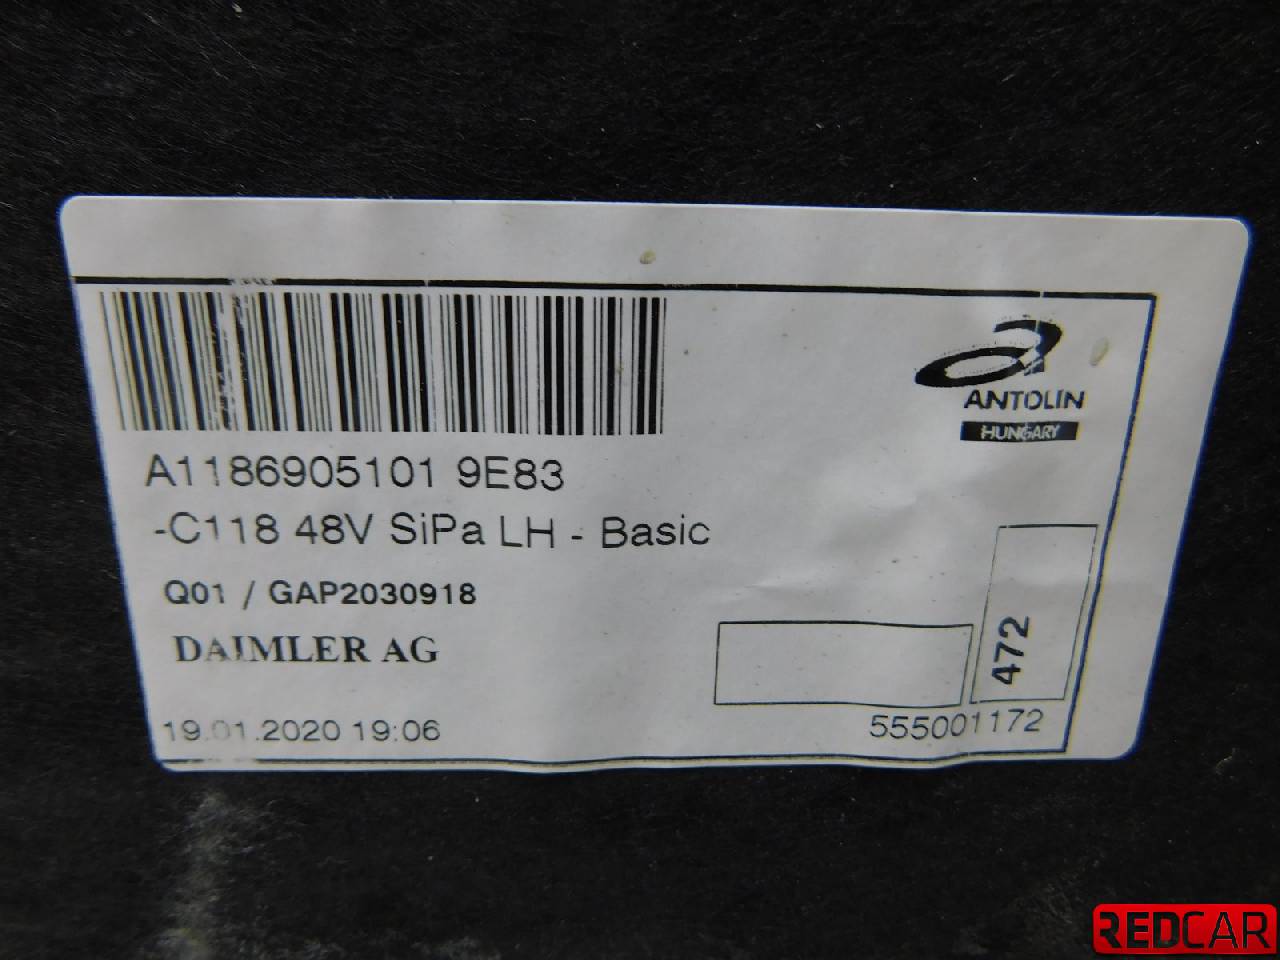 ANTOLIN
HUNGARY
A1186905101 9E83
-C118 48V SiPa LH - Basic
Q01 / GAP2030918
DAIMLER AG
472
19.01.2020 19:06
555001172
REDCAR